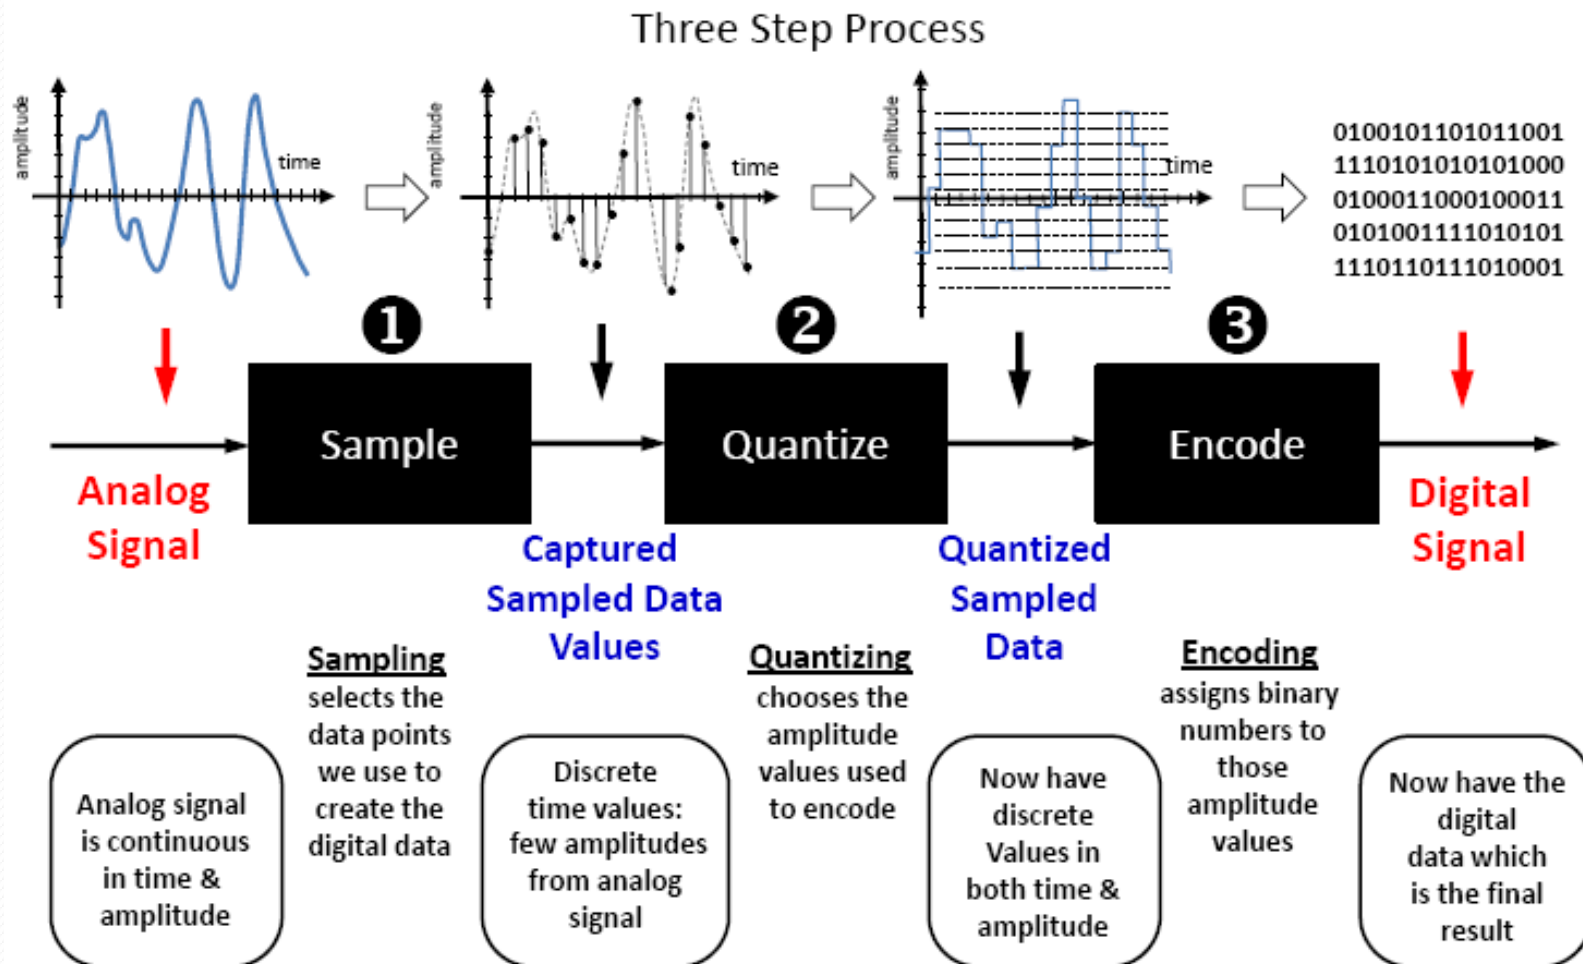 Three Step Process
amplitude
time
amplitude
time
amplitude
time
0100101101011001
1110101010101000
0100011000100011
0101001111010101
1110110111010001
1
2
3
Sample
Quantize
Encode
Analog
Signal
Captured
Sampled Data
Values
Quantized
Sampled
Data
Digital
Signal
Sampling
selects the
data points
we use to
create the
digital data
Quantizing
chooses the
amplitude
values used
to encode
Encoding
assigns binary
numbers to
those
amplitude
values
Analog signal
is continuous
in time &
amplitude
Discrete
time values:
few amplitudes
from analog
signal
Now have
discrete
Values in
both time &
amplitude
Now have the
digital
data which
is the final
result